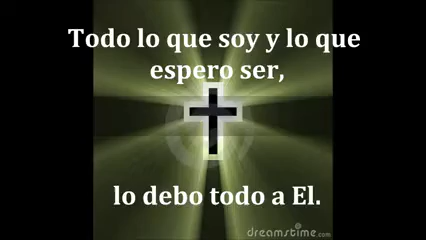 Todo lo que soy y lo que
espero ser,
lo debo todo a El.
dreamstime.com